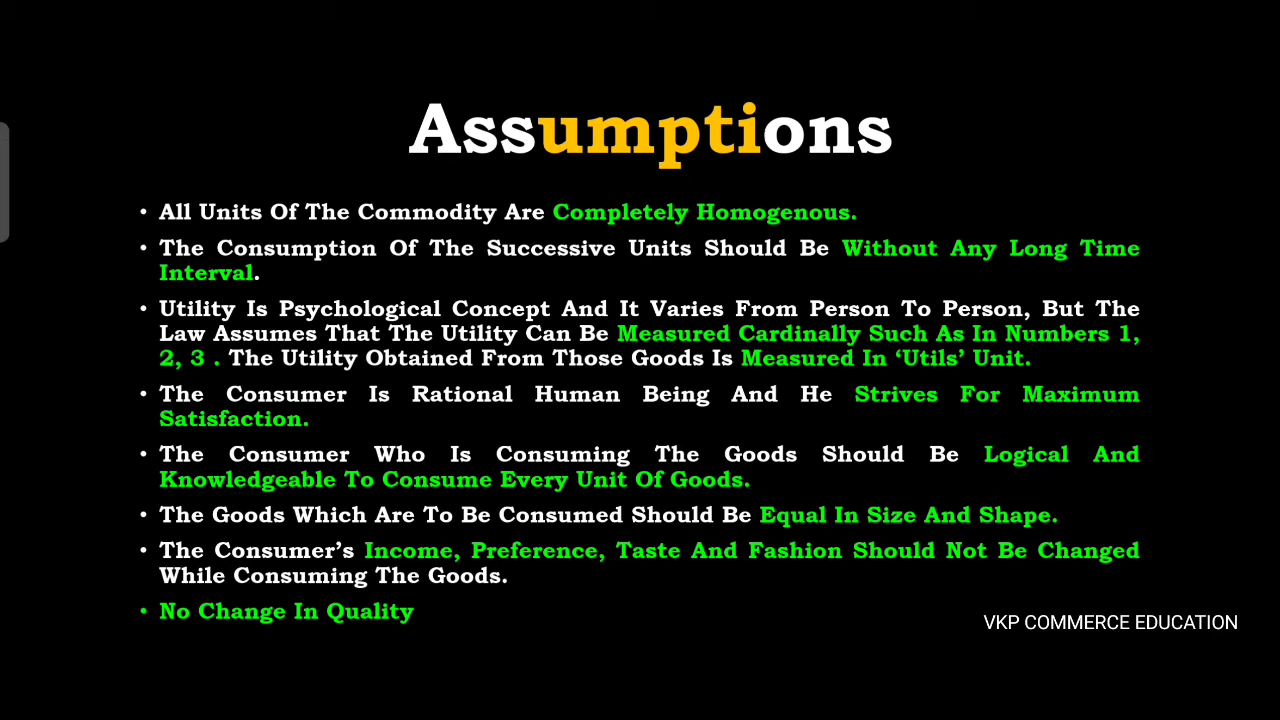 Assumptions
• All Units Of The Commodity Are Completely Homogenous.
• The Consumption Of The Successive Units Should Be Without Any Long Time
Interval.
• Utility Is Psychological Concept And It Varies From Person To Person, But The
Law Assumes That The Utility Can Be Measured Cardinally Such As In Numbers 1,
2, 3 . The Utility Obtained From Those Goods Is Measured In ‘Utils’ Unit.
• The Consumer Is Rational Human Being And He Strives For Maximum
Satisfaction.
• The Consumer Who Is Consuming The Goods Should Be Logical And
Knowledgeable To Consume Every Unit Of Goods.
• The Goods Which Are To Be Consumed Should Be Equal In Size And Shape.
• The Consumer’s Income, Preference, Taste And Fashion Should Not Be Changed
While Consuming The Goods.
• No Change In Quality
VKP COMMERCE EDUCATION